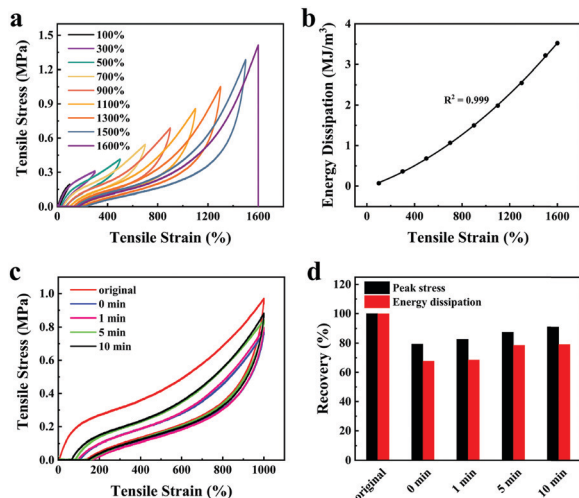 a
Tensile Stress (MPa)
1.5
1.2
0.9
0.6
0.3
0.0
100%
300%
500%
700%
900%
1100%
1300%
1500%
1600%
0 400 800 1200 1600
Tensile Strain (%)
b
Energy Dissipation (MJ/m³)
4
3
2
1
0
R² = 0.999
0 400 800 1200 1600
Tensile Strain (%)
c
Tensile Stress (MPa)
1.0
0.8
0.6
0.4
0.2
0.0
original
0 min
1 min
5 min
10 min
0 200 400 600 800 1000
Tensile Strain (%)
d
Recovery (%)
120
100
80
60
40
20
0
Peak stress
Energy dissipation
original 0 min 1 min 5 min 10 min